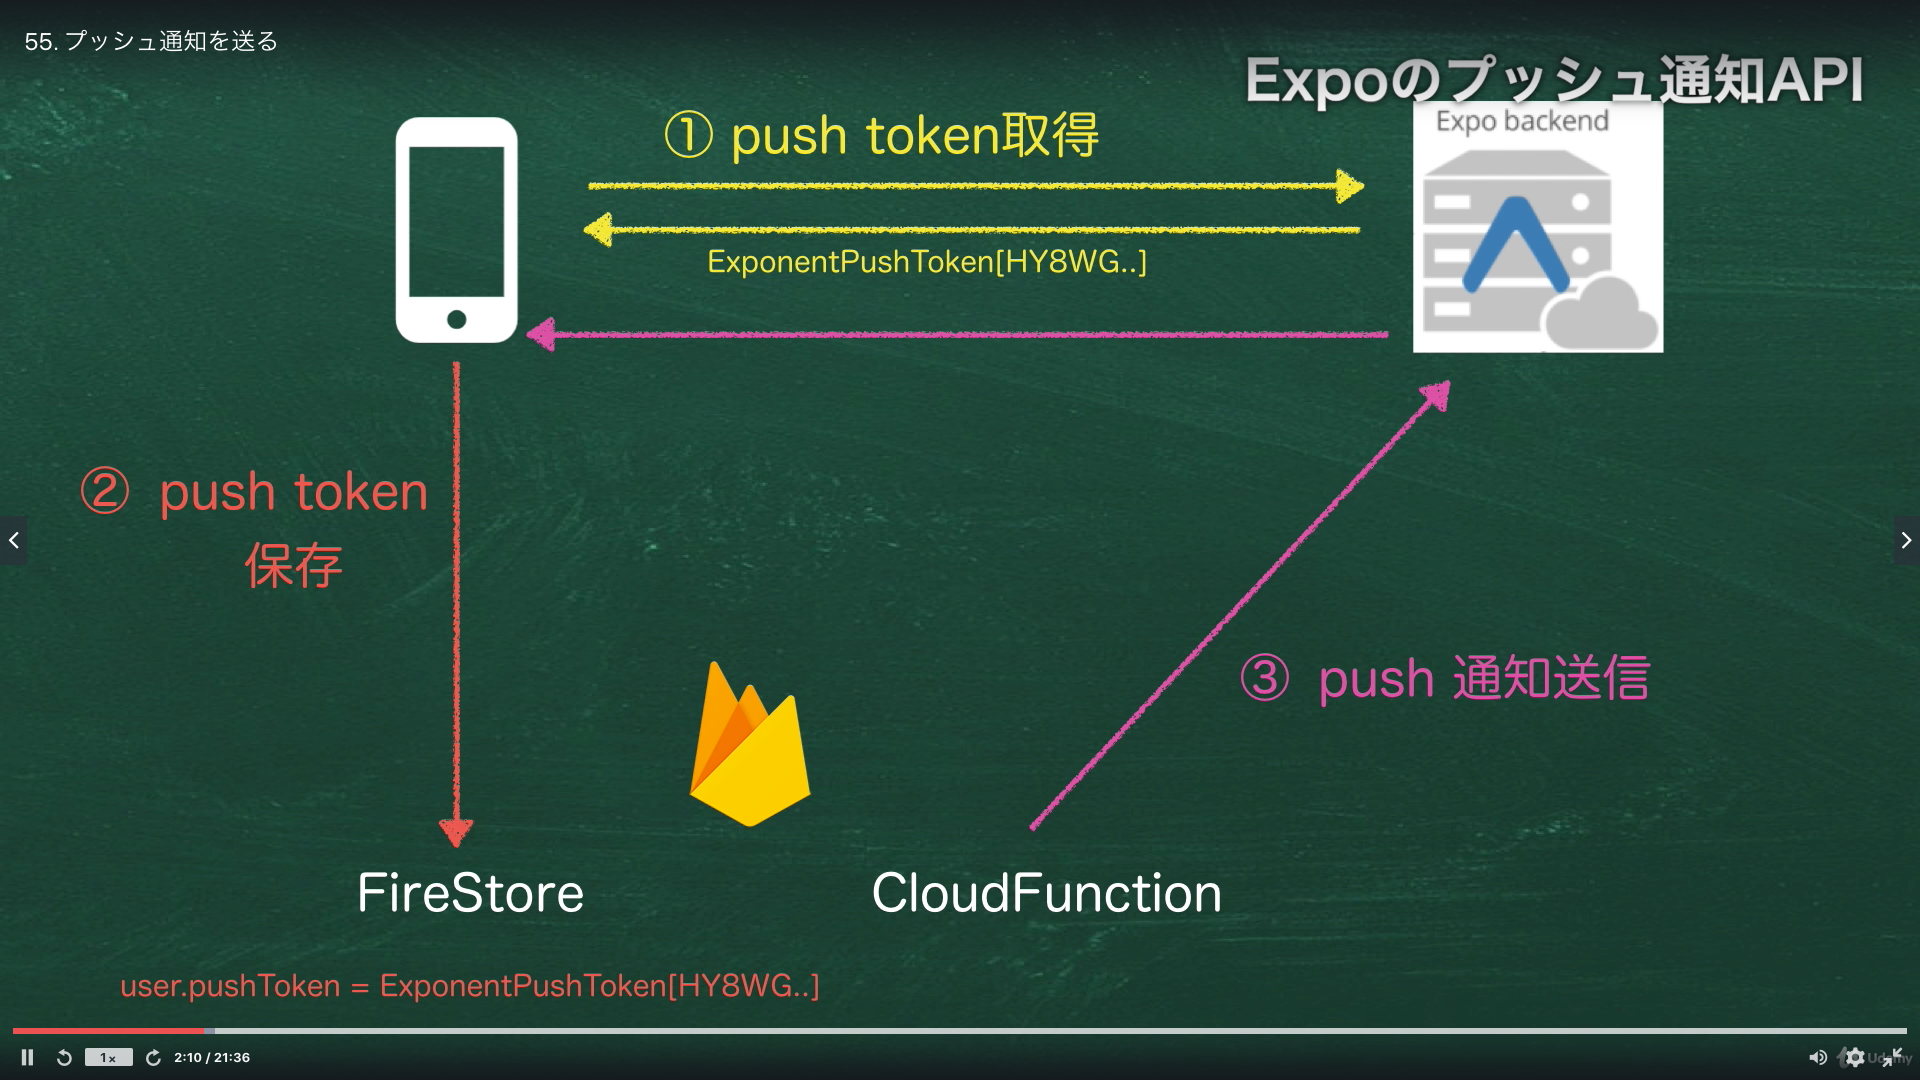 55. プッシュ通知を送る
Expoのプッシュ通知API
① push token取得
Expo backend
ExponentPushToken[HY8WG..]
② push token
保存
③ push 通知送信
FireStore
CloudFunction
user.pushToken = ExponentPushToken[HY8WG..]
1x
2:10 / 21:36
Udemy